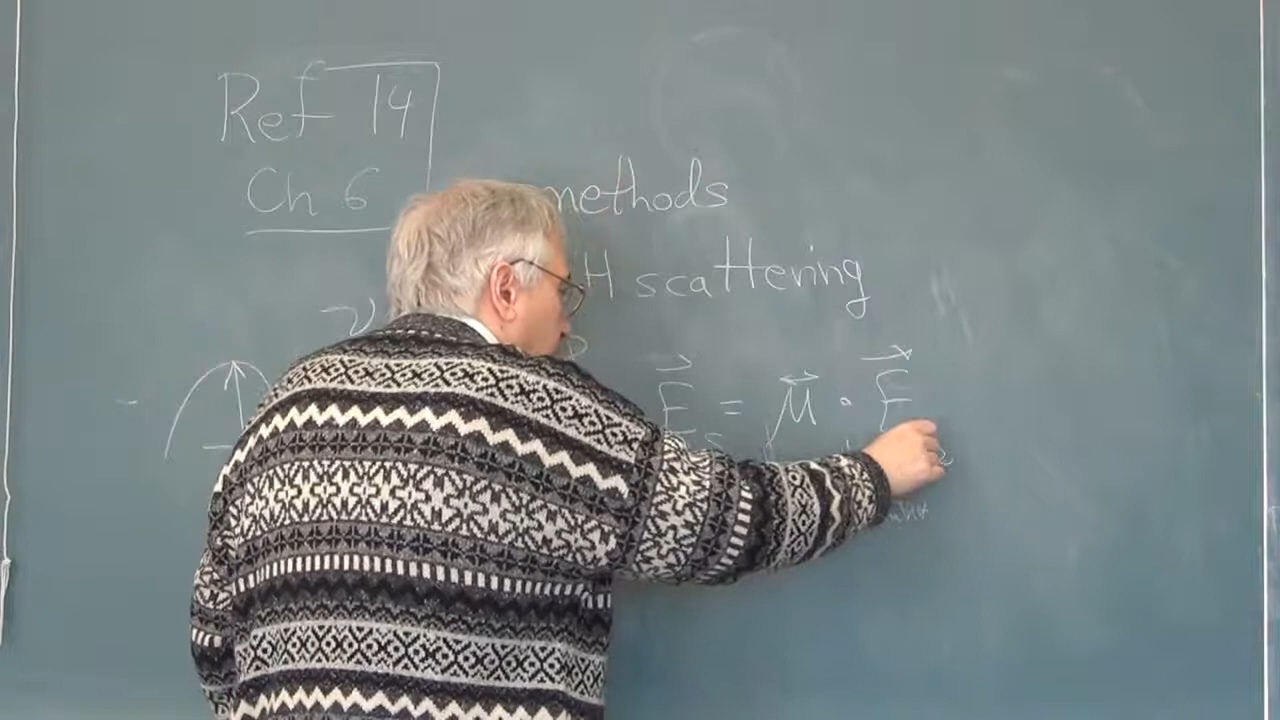 Ref 14
Ch 6 methods
H scattering
ν
E⃗s = M⃡ · E⃗